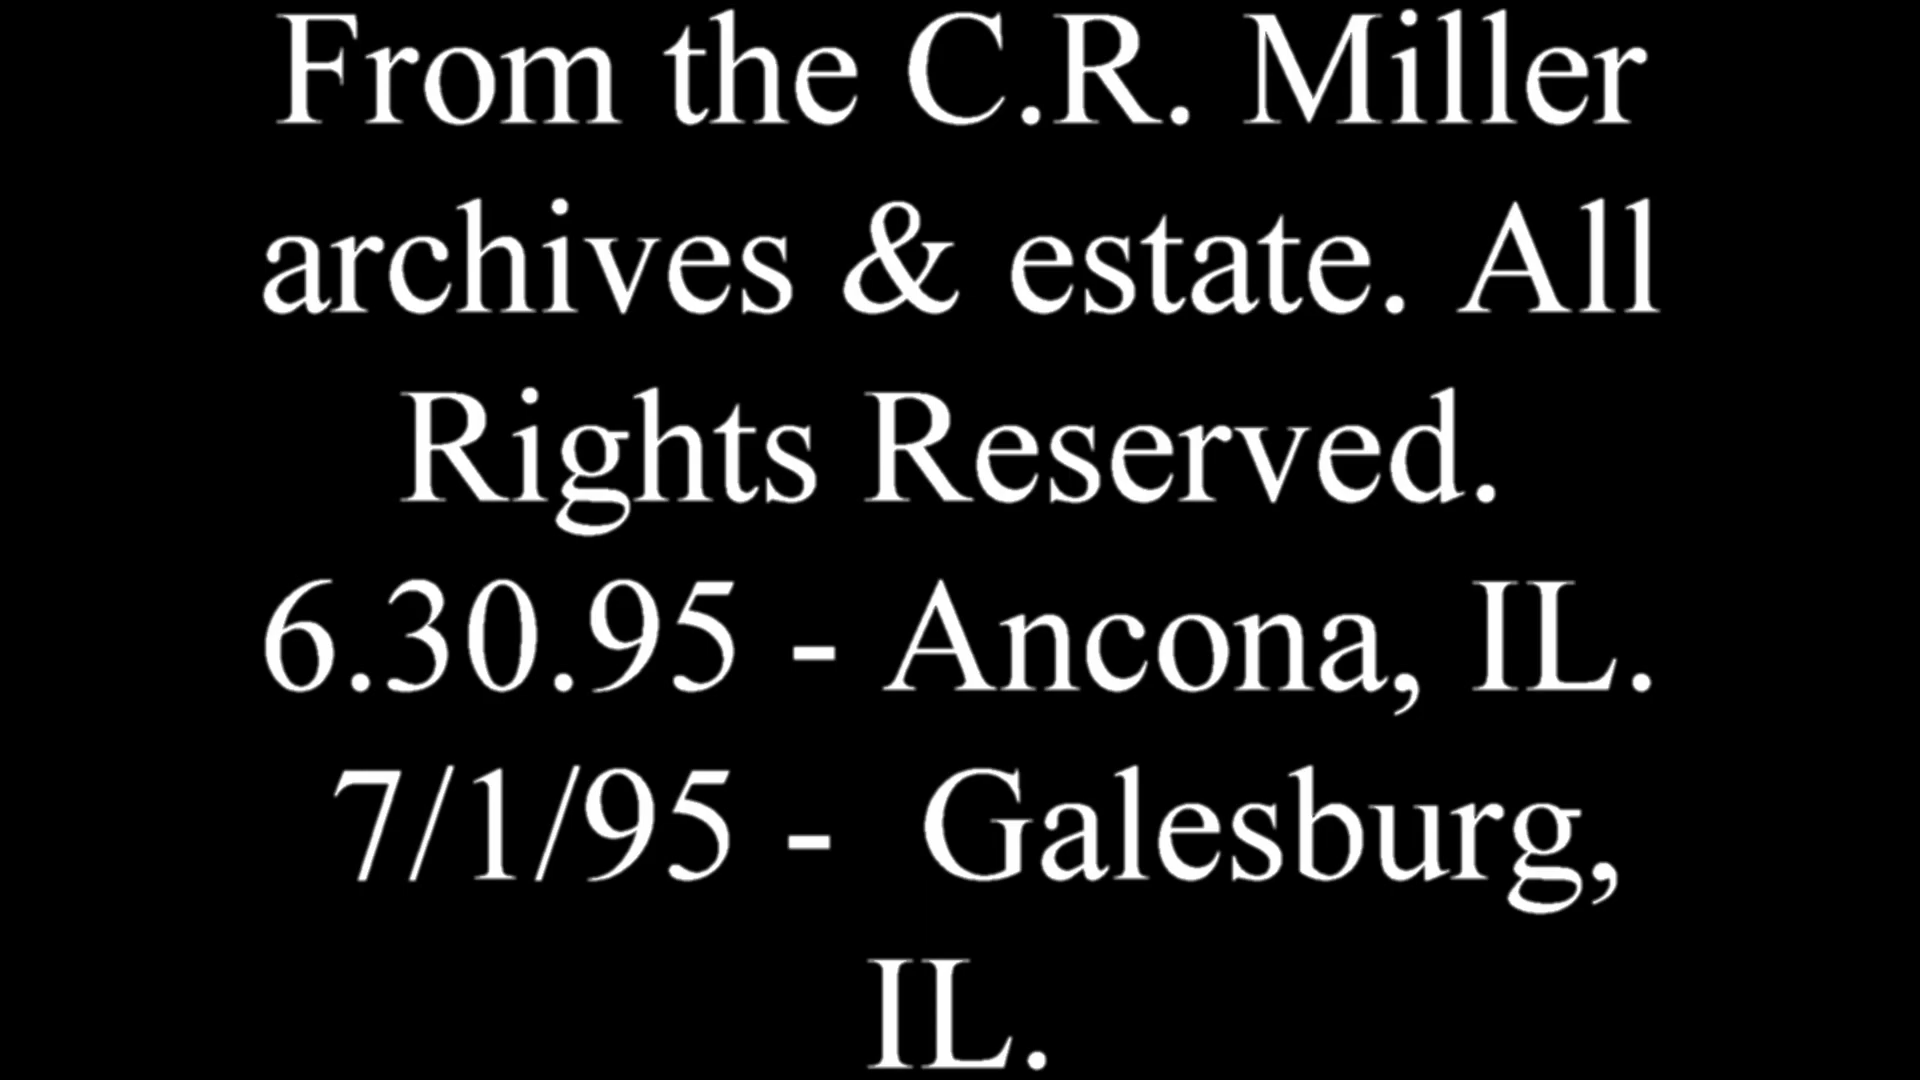 From the C.R. Miller
archives & estate. All
Rights Reserved.
6.30.95 - Ancona, IL.
7/1/95 -  Galesburg,
IL.